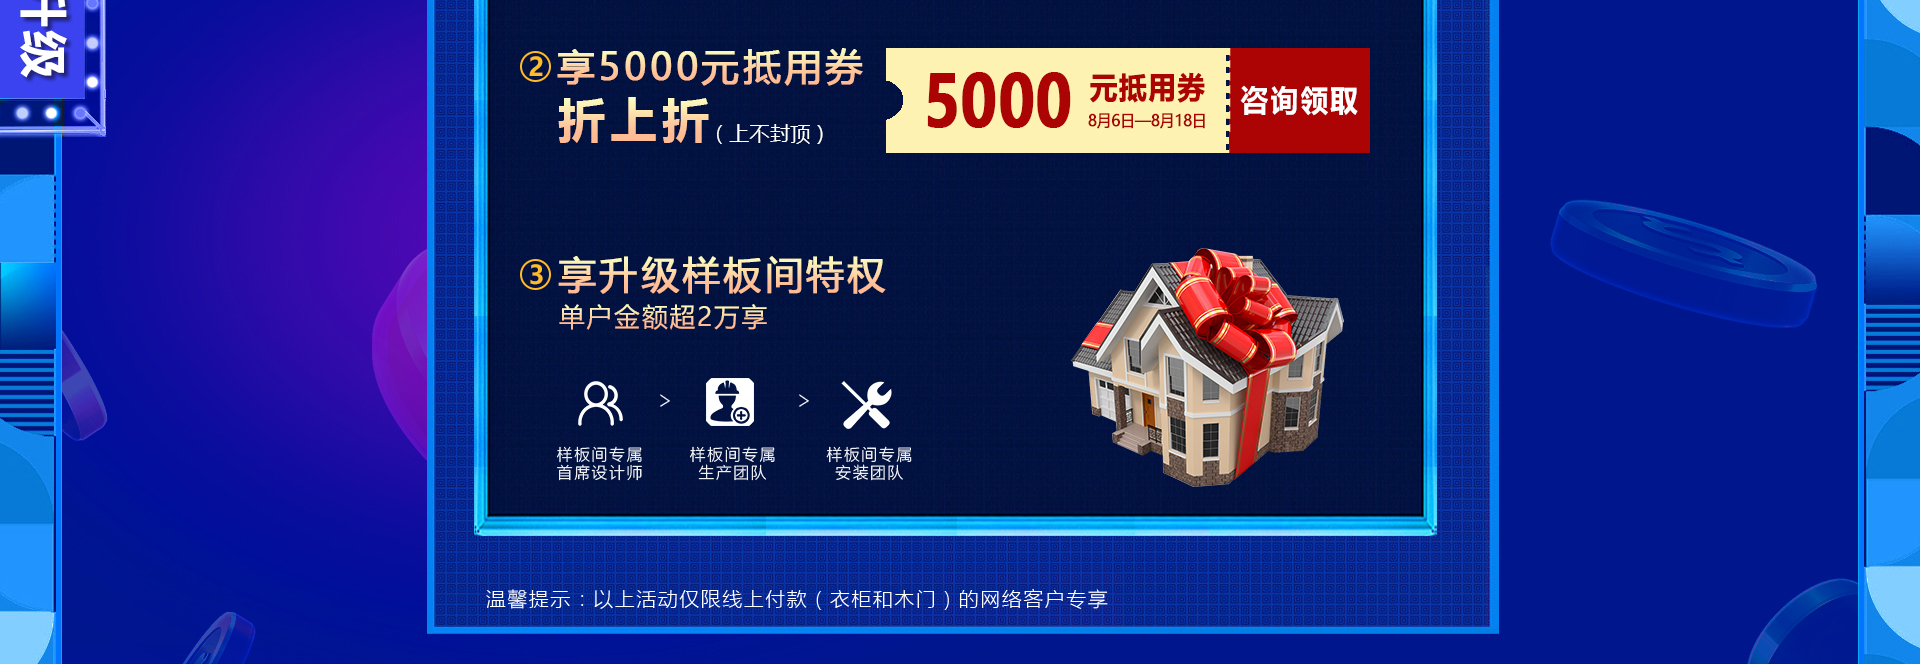 升级
②享5000元抵用券
折上折(上不封顶)
5000
元抵用券
8月6日—8月18日
咨询领取
③享升级样板间特权
单户金额超2万享
样板间专属
首席设计师
>
样板间专属
生产团队
>
样板间专属
安装团队
温馨提示:以上活动仅限线上付款(衣柜和木门)的网络客户专享